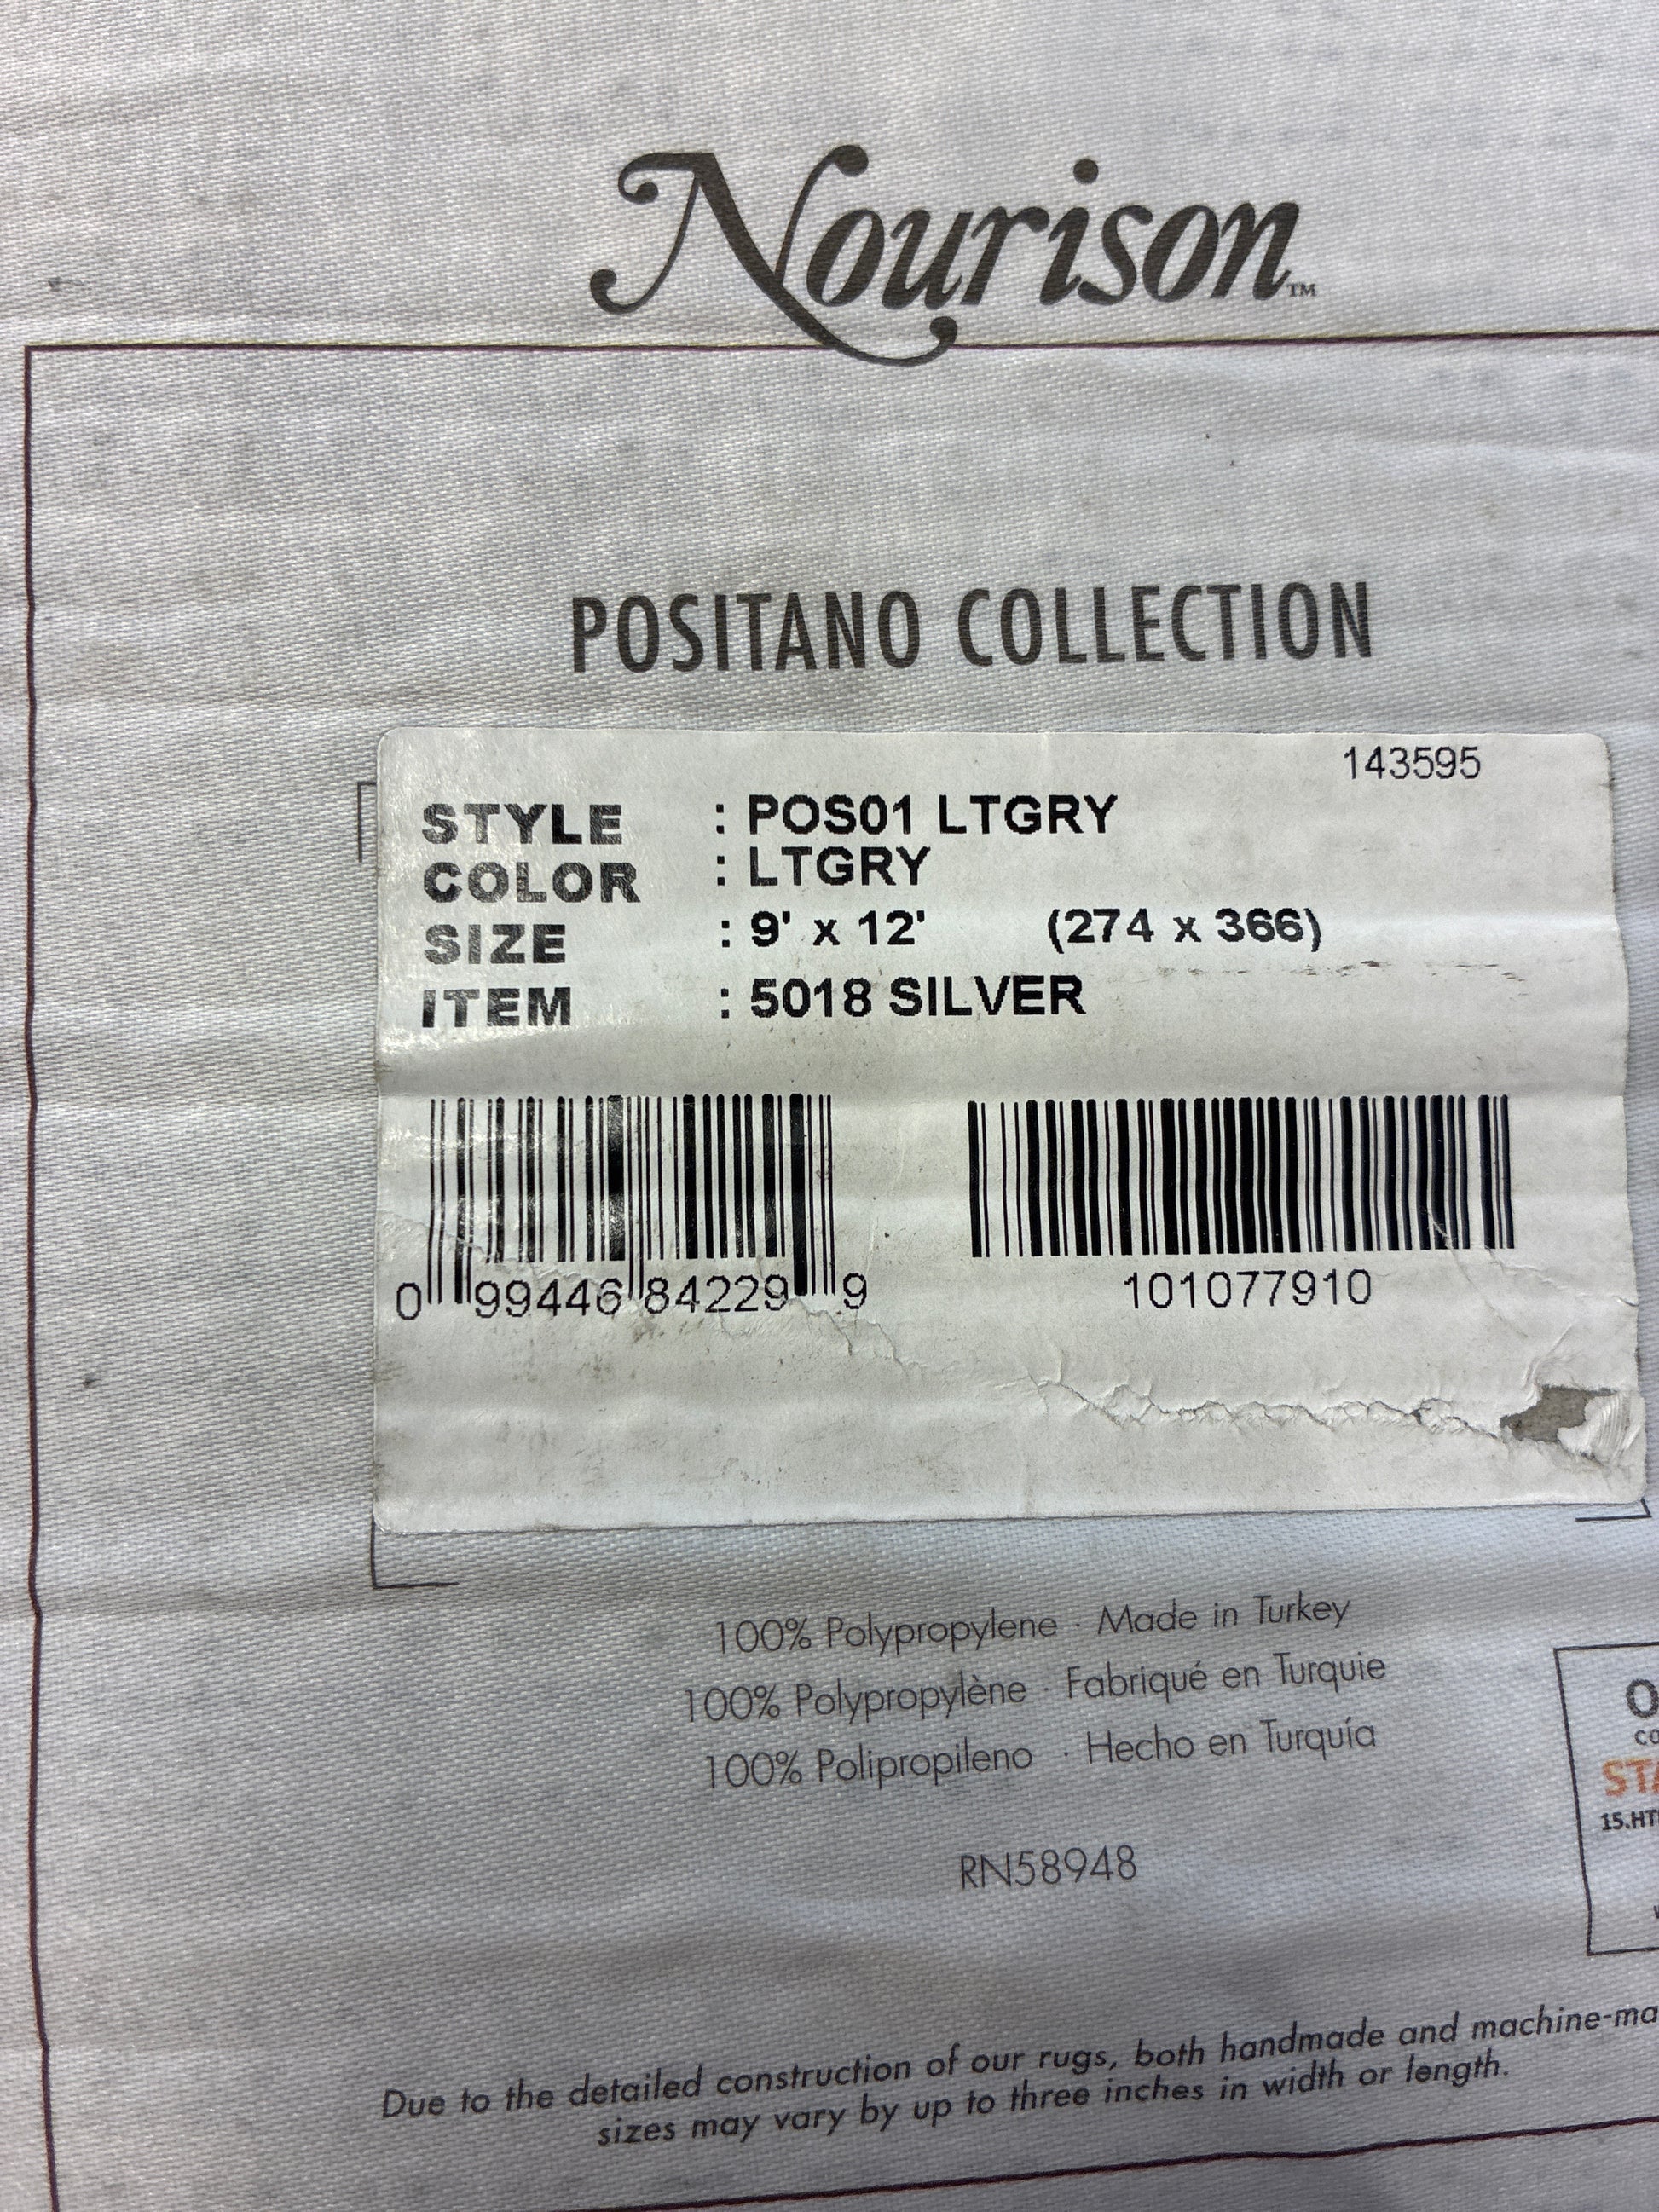 Nourison™
POSITANO COLLECTION
143595
STYLE : POS01 LTGRY
COLOR : LTGRY
SIZE : 9' x 12' (274 x 366)
ITEM : 5018 SILVER
0 99446 84229 9
101077910
100% Polypropylene · Made in Turkey
100% Polypropylène · Fabriqué en Turquie
100% Polipropileno · Hecho en Turquía
15.HT
RN58948
Due to the detailed construction of our rugs, both handmade and machine-ma
sizes may vary by up to three inches in width or length.